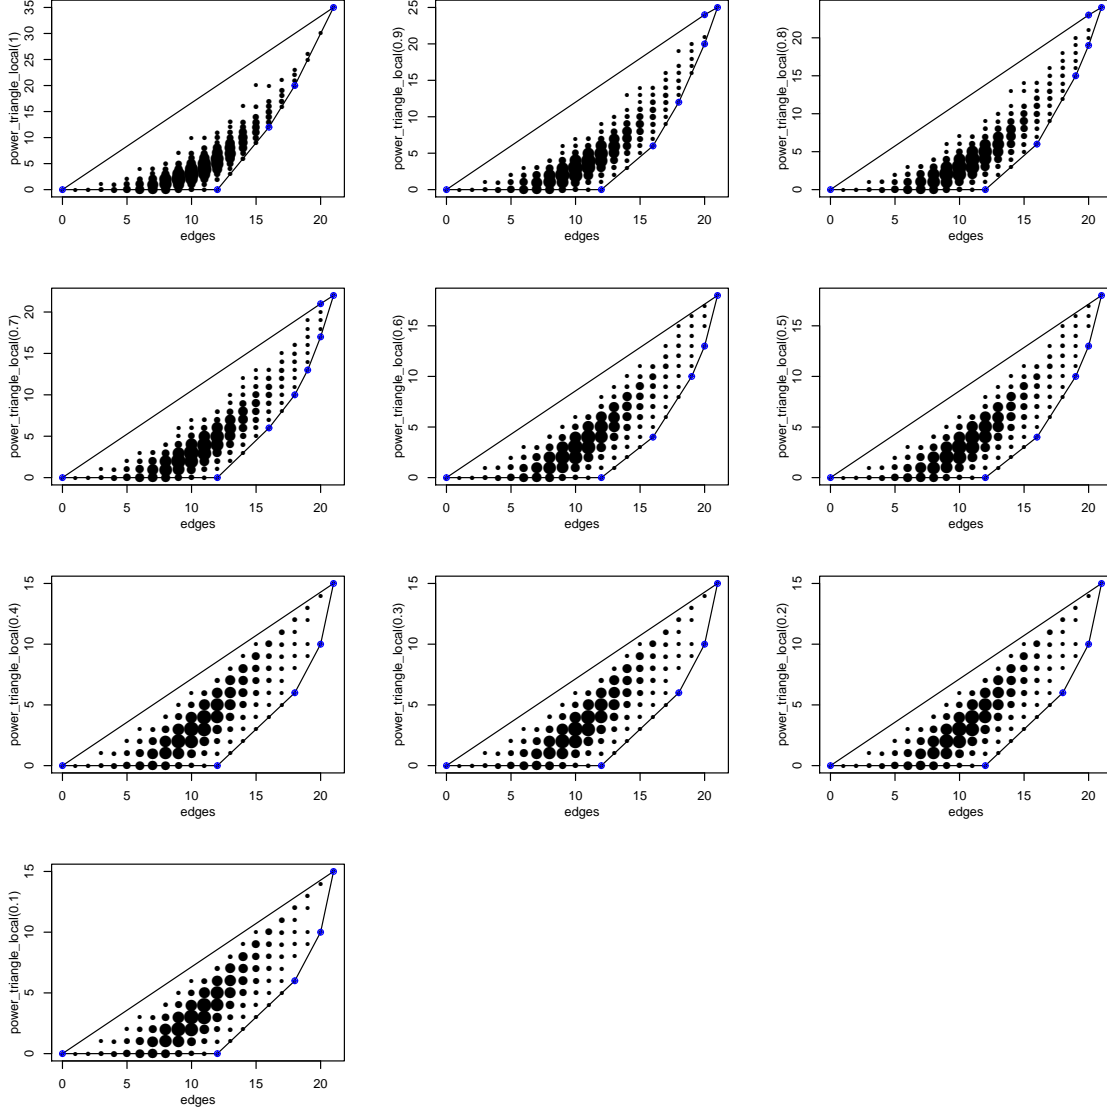 power_triangle_local(1)
0 5 10 15 20 25 30 35
0 5 10 15 20
edges
power_triangle_local(0.9)
0 5 10 15 20 25
0 5 10 15 20
edges
power_triangle_local(0.8)
0 5 10 15 20
0 5 10 15 20
edges
power_triangle_local(0.7)
0 5 10 15 20
0 5 10 15 20
edges
power_triangle_local(0.6)
0 5 10 15
0 5 10 15 20
edges
power_triangle_local(0.5)
0 5 10 15
0 5 10 15 20
edges
power_triangle_local(0.4)
0 5 10 15
0 5 10 15 20
edges
power_triangle_local(0.3)
0 5 10 15
0 5 10 15 20
edges
power_triangle_local(0.2)
0 5 10 15
0 5 10 15 20
edges
power_triangle_local(0.1)
0 5 10 15
0 5 10 15 20
edges